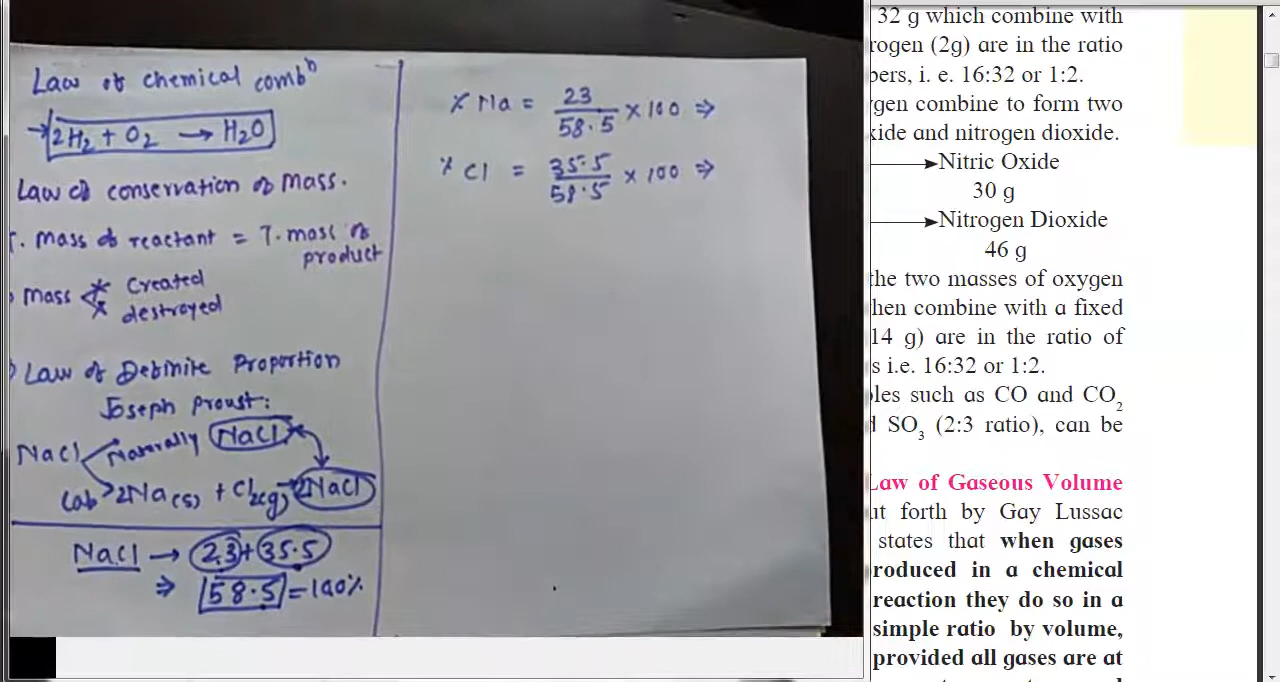 Law of chemical combⁿ
→ 2H₂ + O₂ → H₂O
Law of conservation of Mass.
T. Mass of reactant = T. mass of
product
Mass
Created
destroyed
Law of Definite Proportion
Joseph Proust:
NaCl
Naturally NaCl
Lab 2Na(s) + Cl₂(g) → 2NaCl
NaCl → 23 + 35.5
⇒ 58.5 = 100%
% Na = 23/58.5 × 100 ⇒
% Cl = 35.5/58.5 × 100 ⇒
32 g which combine with
rogen (2g) are in the ratio
bers, i. e. 16:32 or 1:2.
gen combine to form two
xide and nitrogen dioxide.
Nitric Oxide
30 g
Nitrogen Dioxide
46 g
the two masses of oxygen
hen combine with a fixed
14 g) are in the ratio of
s i.e. 16:32 or 1:2.
ples such as CO and CO₂
SO₃ (2:3 ratio), can be
Law of Gaseous Volume
ut forth by Gay Lussac
states that when gases
roduced in a chemical
reaction they do so in a
simple ratio by volume,
provided all gases are at